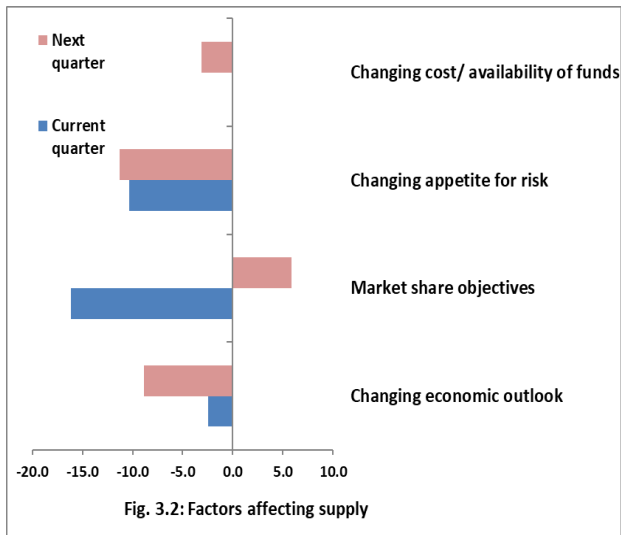 Next
quarter
Changing cost/ availability of funds
Current
quarter
Changing appetite for risk
Market share objectives
Changing economic outlook
-20.0 -15.0 -10.0 -5.0 0.0 5.0 10.0
Fig. 3.2: Factors affecting supply